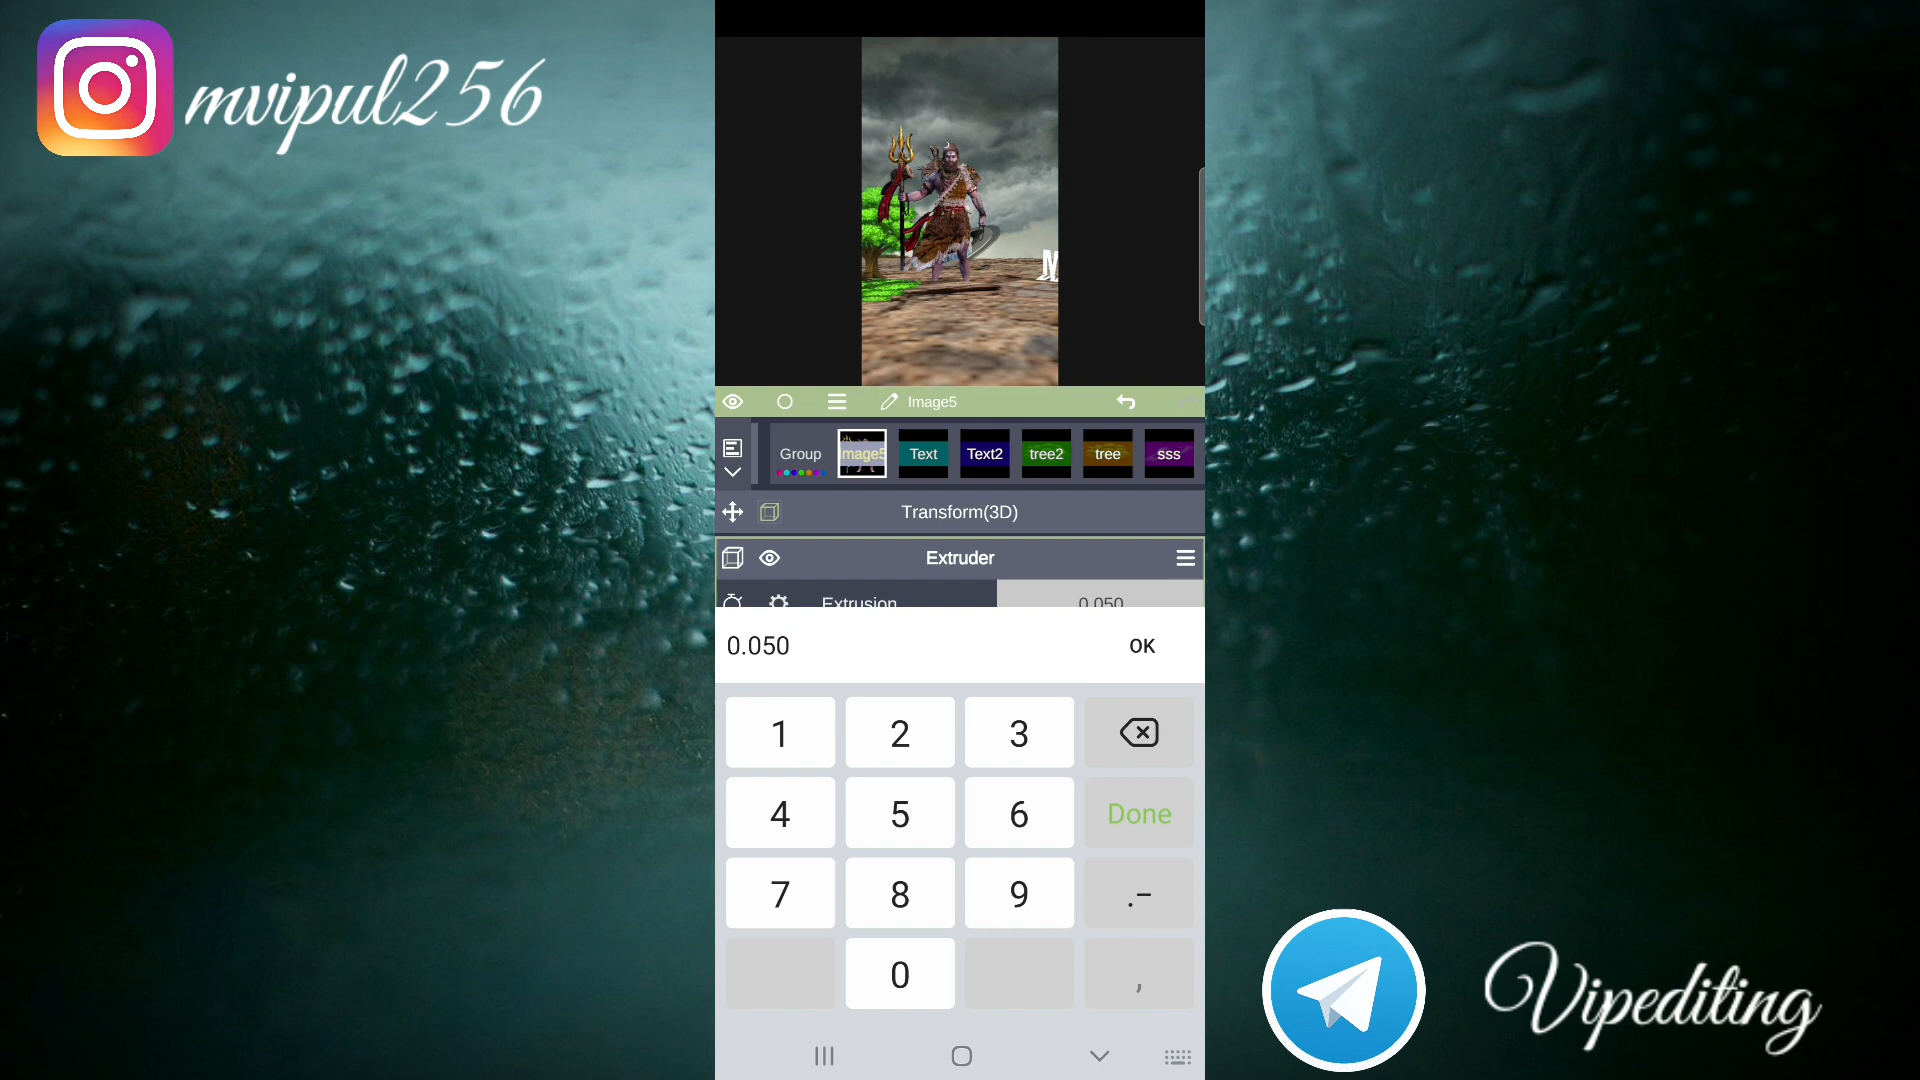 mvipul256
M
Image5
Group
Image5
Text
Text2
tree2
tree
sss
Transform(3D)
Extruder
Extrusion 0.050
0.050 OK
1 2 3
4 5 6 Done
7 8 9 .-
0 ,
Vipediting